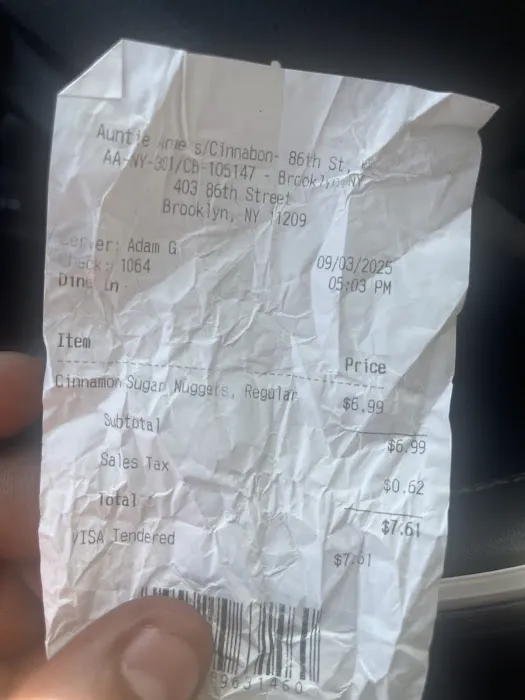 Auntie Anne s/Cinnabon- 86th St,
AA-NY-301/CB-105147 - Brooklyn NY
403 86th Street
Brooklyn, NY 11209
Server: Adam G
09/03/2025
Check: 1064
05:03 PM
Dine In
Item
Price
Cinnamon Sugar Nuggets, Regular
$6.99
Subtotal
$6.99
Sales Tax
$0.62
Total
$7.61
VISA Tendered
$7.61
9631460